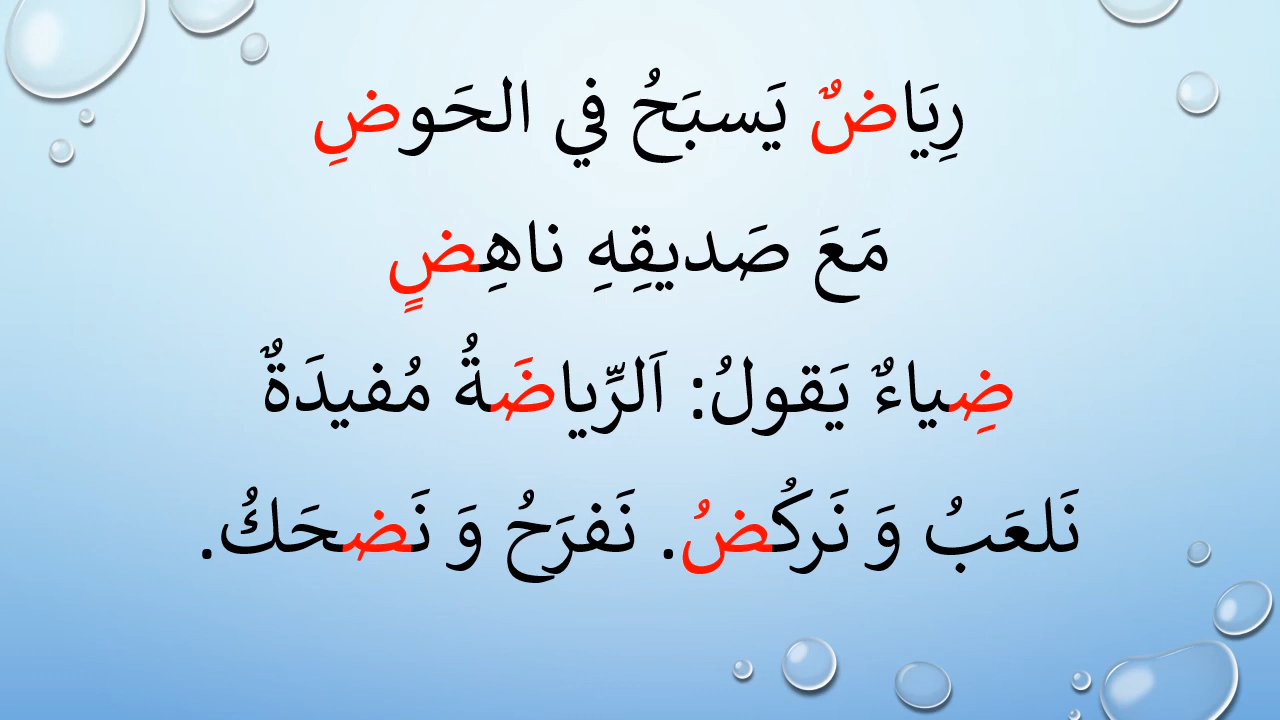 رِيَاضٌ يَسبَحُ في الحَوضِ
مَعَ صَديقِهِ ناهِضٍ
ضِياءٌ يَقولُ: اَلرِّياضَةُ مُفيدَةٌ
نَلعَبُ وَ نَركُضُ. نَفرَحُ وَ نَضحَكُ.